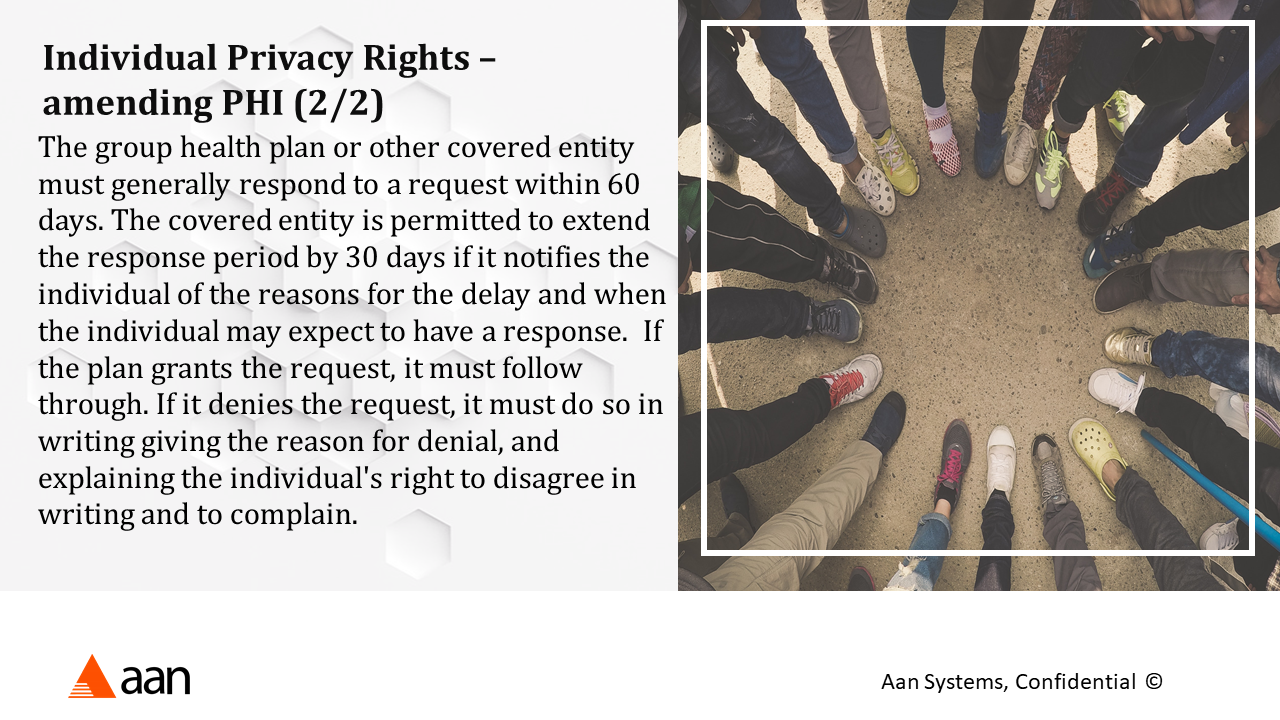 Individual Privacy Rights –
amending PHI (2/2)
The group health plan or other covered entity
must generally respond to a request within 60
days. The covered entity is permitted to extend
the response period by 30 days if it notifies the
individual of the reasons for the delay and when
the individual may expect to have a response.  If
the plan grants the request, it must follow
through. If it denies the request, it must do so in
writing giving the reason for denial, and
explaining the individual's right to disagree in
writing and to complain.
aan
Aan Systems, Confidential ©